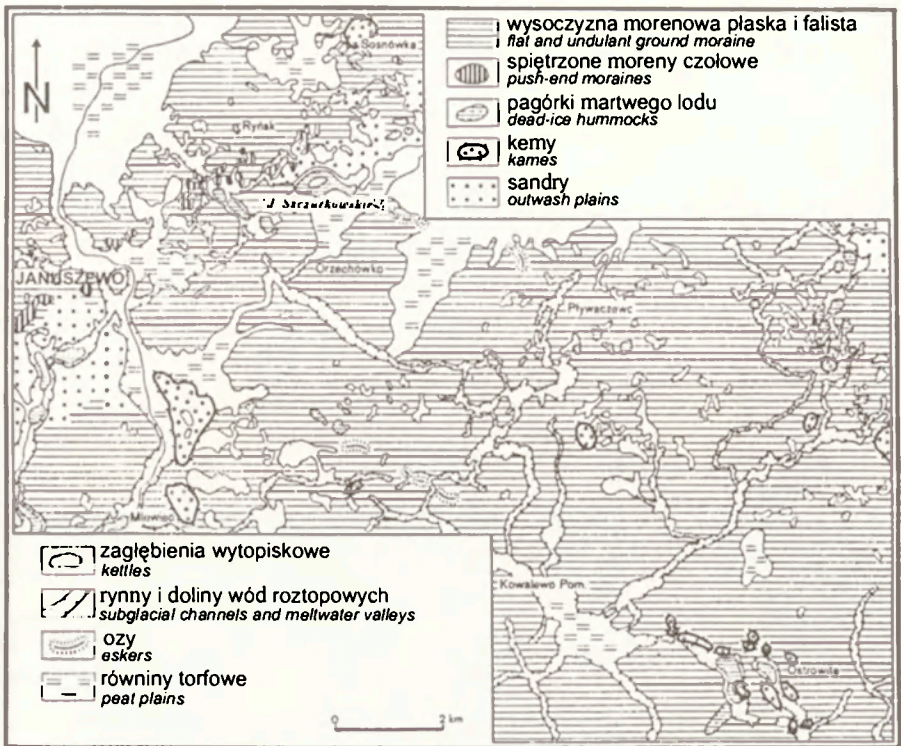 wysoczyzna morenowa płaska i falista
flat and undulant ground moraine
spiętrzone moreny czołowe
push-end moraines
pagórki martwego lodu
dead-ice hummocks
kemy
kames
sandry
outwash plains
N
Sosnówka
Ryńsk
Orzechówko
JANUSZEWO
Pływaczewo
Mlewiec
Kowalewo Pom.
Ostrowite
zagłębienia wytopiskowe
kettles
rynny i doliny wód roztopowych
subglacial channels and meltwater valleys
ozy
eskers
równiny torfowe
peat plains
0 2 km